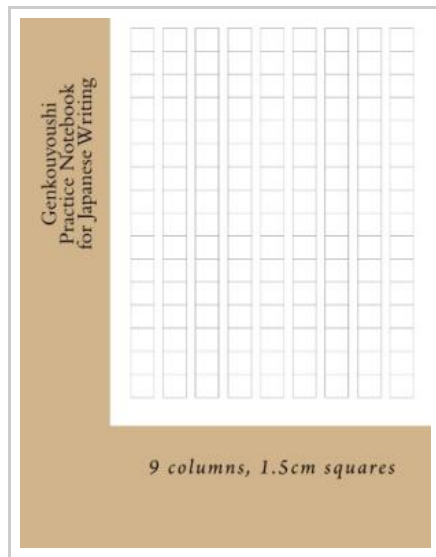 Genkouyoushi
Practice Notebook
for Japanese Writing
9 columns, 1.5cm squares